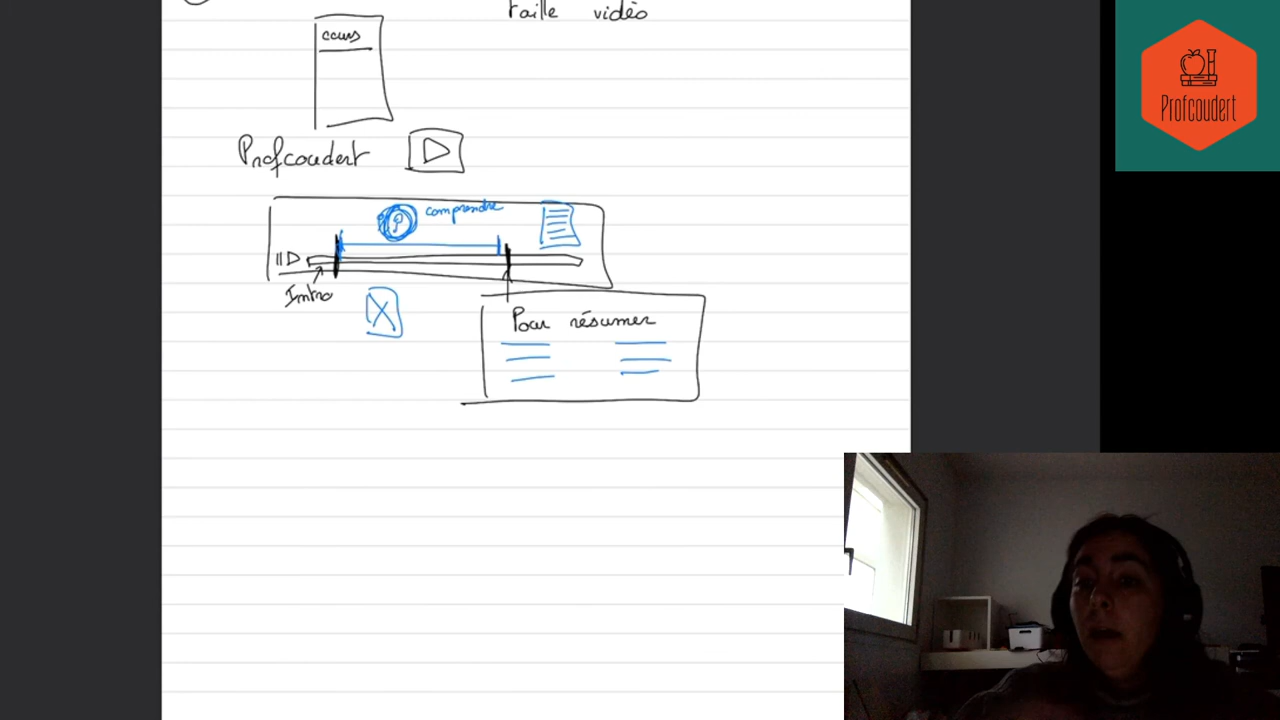 taille vidéo
cours
Profcoudert
comprendre
Intro
Pour résumer
Profcoudert